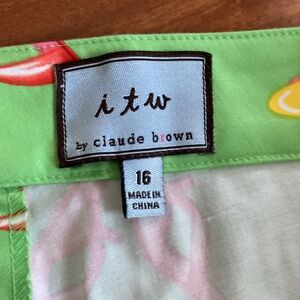 itw
by claude brown
16
MADE IN
CHINA